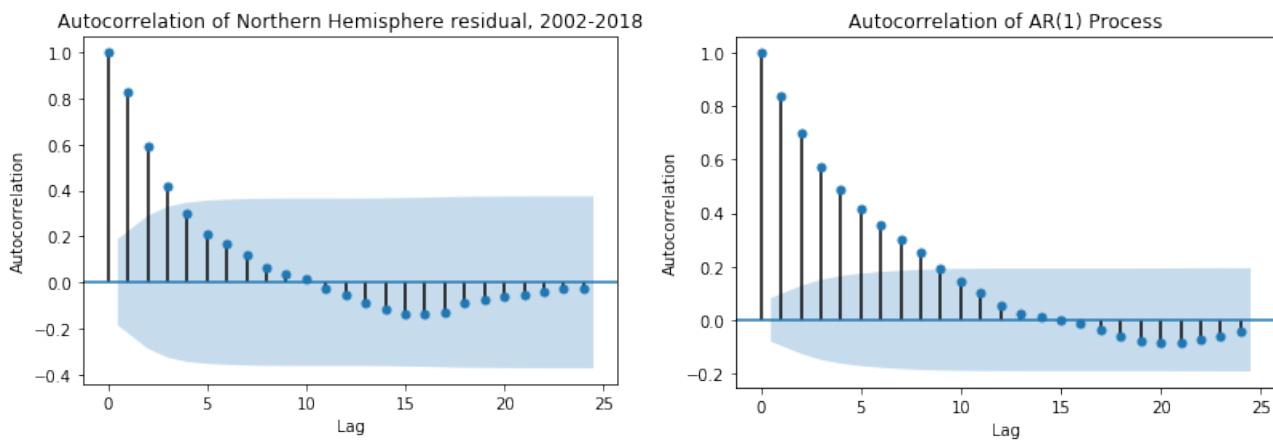 Autocorrelation of Northern Hemisphere residual, 2002-2018
1.0
0.8
0.6
0.4
0.2
0.0
−0.2
−0.4
Autocorrelation
0 5 10 15 20 25
Lag
Autocorrelation of AR(1) Process
1.0
0.8
0.6
0.4
0.2
0.0
−0.2
Autocorrelation
0 5 10 15 20 25
Lag